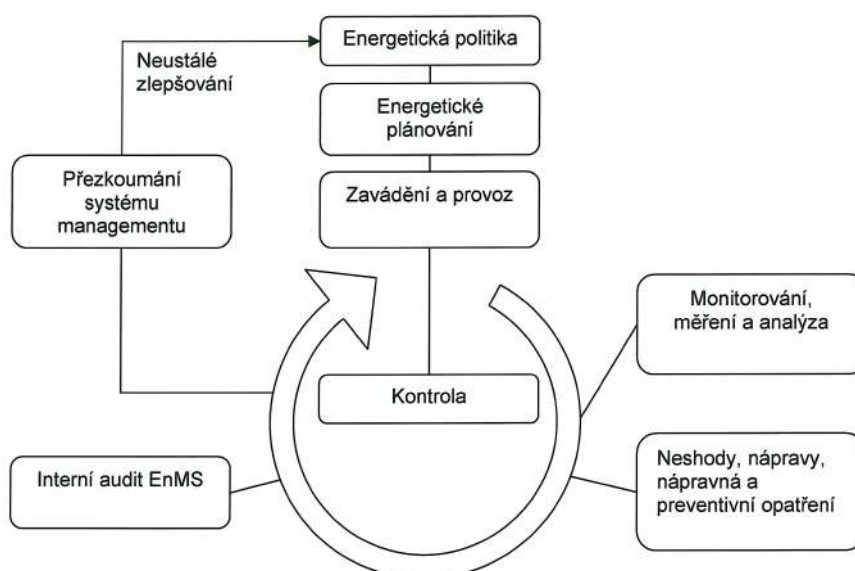 Energetická politika
Neustálé
zlepšování
Energetické
plánování
Přezkoumání
systému
managementu
Zavádění a provoz
Monitorování,
měření a analýza
Kontrola
Interní audit EnMS
Neshody, nápravy,
nápravná a
preventivní opatření